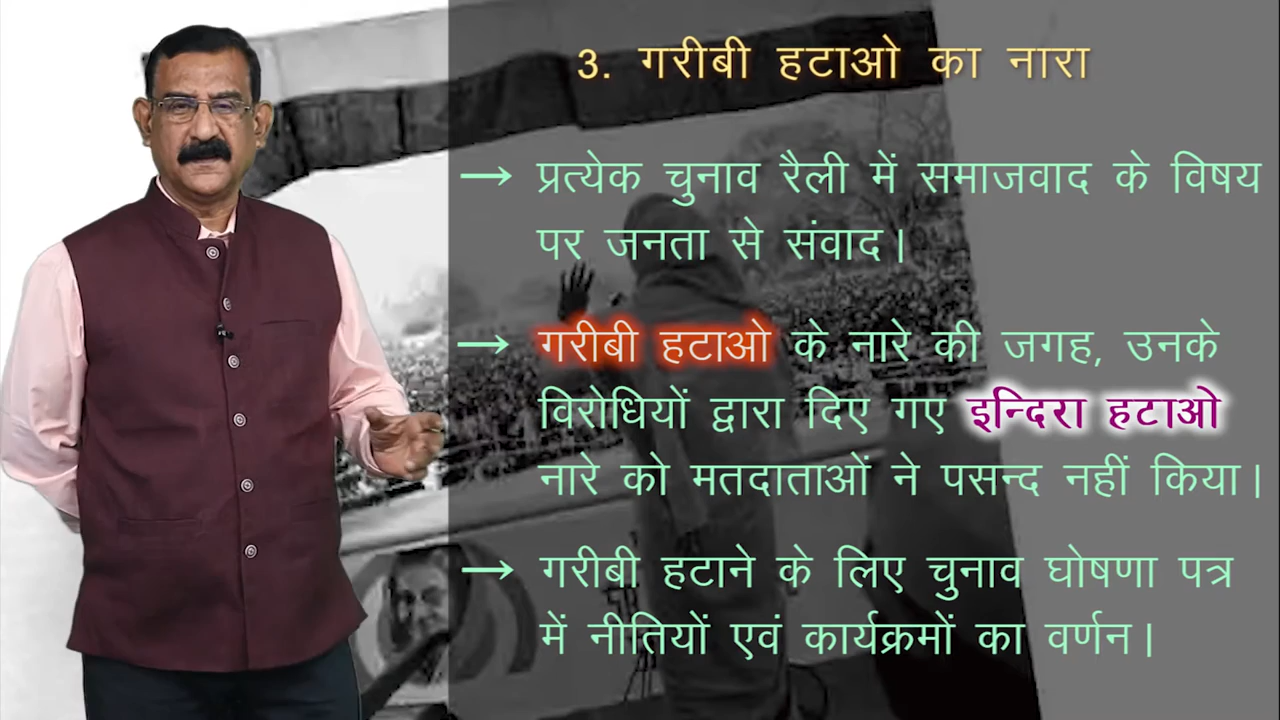 3. गरीबी हटाओ का नारा
→ प्रत्येक चुनाव रैली में समाजवाद के विषय
पर जनता से संवाद।
→ गरीबी हटाओ के नारे की जगह, उनके
विरोधियों द्वारा दिए गए इन्दिरा हटाओ
नारे को मतदाताओं ने पसन्द नहीं किया।
→ गरीबी हटाने के लिए चुनाव घोषणा पत्र
में नीतियों एवं कार्यक्रमों का वर्णन।